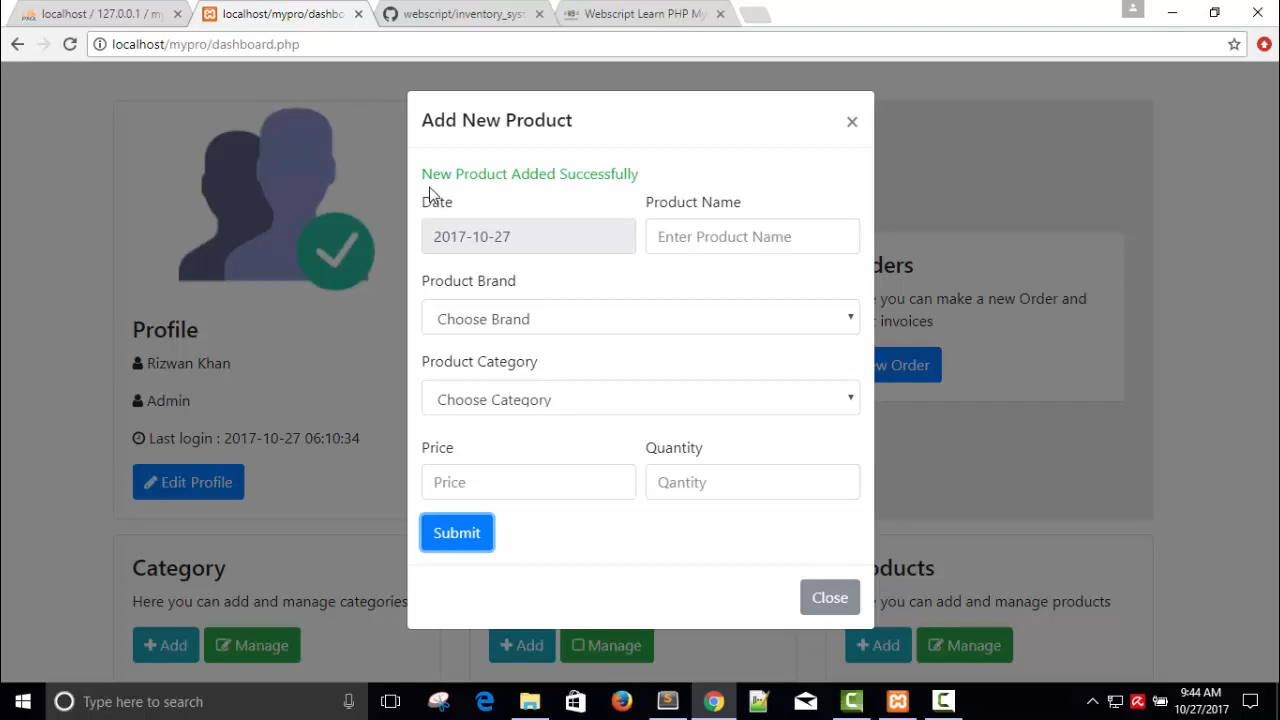 localhost / 127.0.0.1 / my
localhost/mypro/dashbo
webscript/inventory_sys
Webscript Learn PHP My
localhost/mypro/dashboard.php
Add New Product
×
New Product Added Successfully
Date
Product Name
2017-10-27
Enter Product Name
Product Brand
Choose Brand
Product Category
Choose Category
Price
Quantity
Price
Qantity
Submit
Close
Profile
Rizwan Khan
Admin
Last login : 2017-10-27 06:10:34
Edit Profile
ders
you can make a new Order and
invoices
w Order
Category
Here you can add and manage categories
Add
Manage
Add
Manage
oducts
you can add and manage products
Add
Manage
Type here to search
9:44 AM
10/27/2017